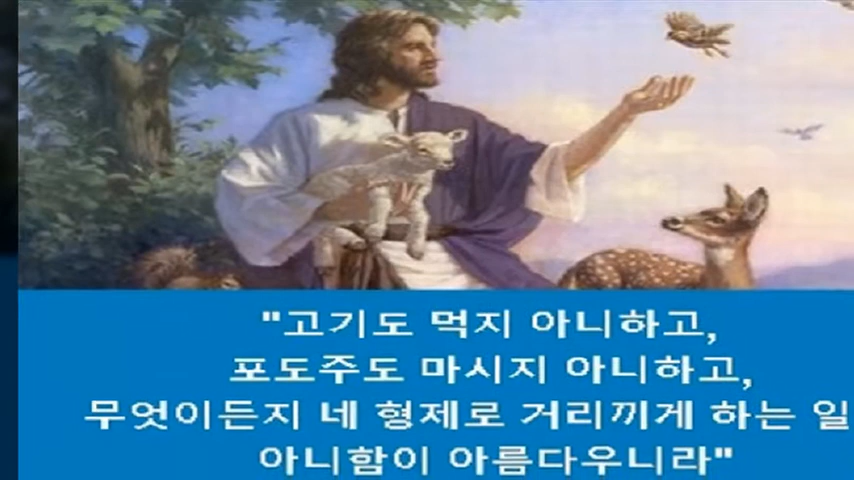 "고기도 먹지 아니하고,
포도주도 마시지 아니하고,
무엇이든지 네 형제로 거리끼게 하는 일
아니함이 아름다우니라"